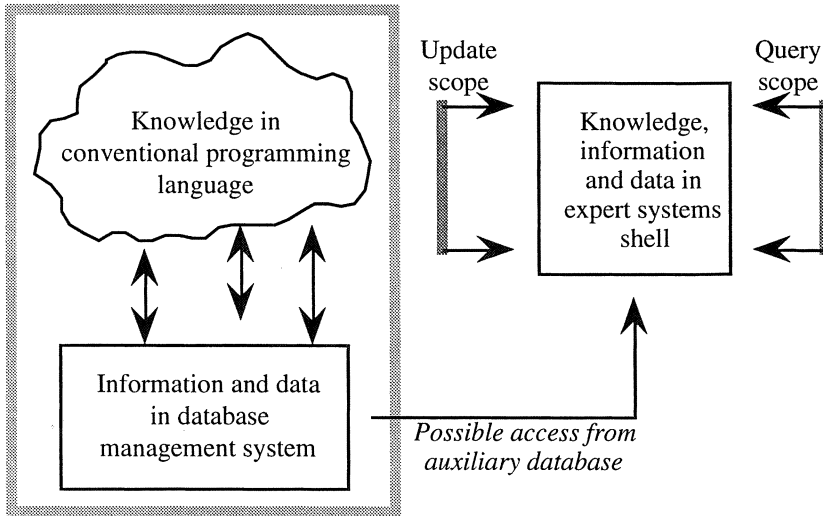 Knowledge in
conventional programming
language
Information and data
in database
management system
Update
scope
Query
scope
Knowledge,
information
and data in
expert systems
shell
Possible access from
auxiliary database